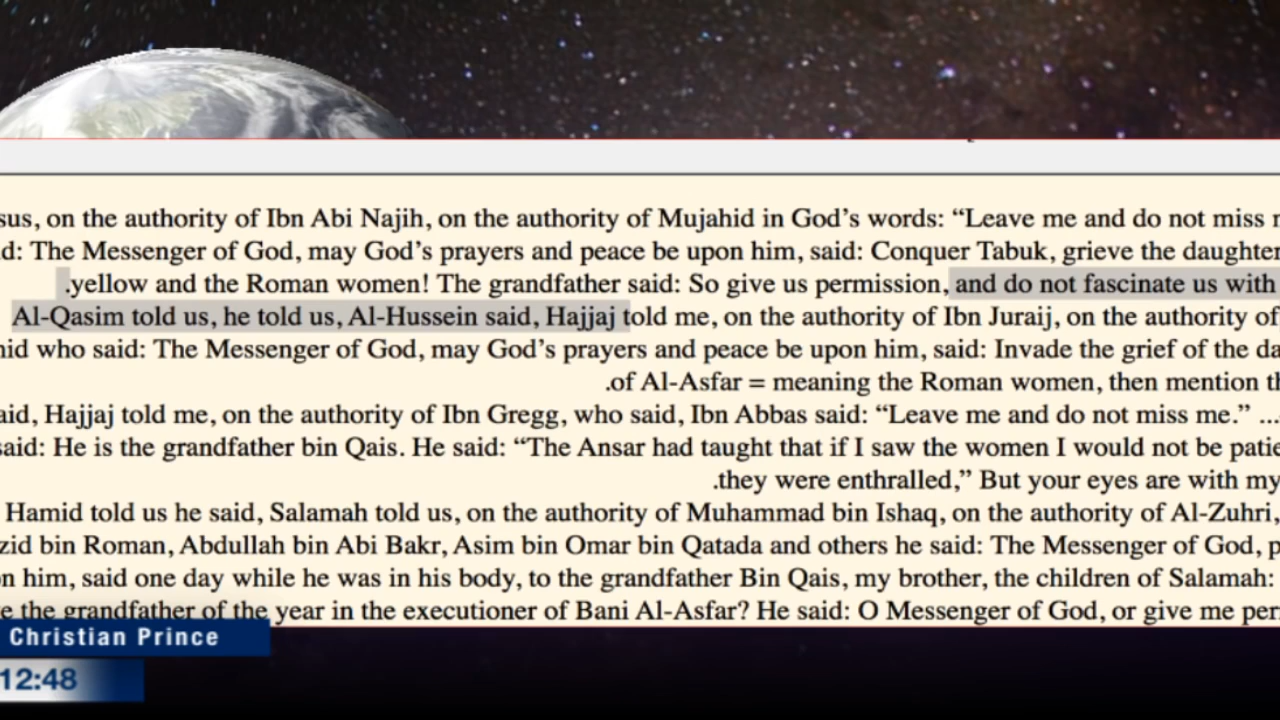 sus, on the authority of Ibn Abi Najih, on the authority of Mujahid in God's words: “Leave me and do not miss
d: The Messenger of God, may God's prayers and peace be upon him, said: Conquer Tabuk, grieve the daughter
.yellow and the Roman women! The grandfather said: So give us permission, and do not fascinate us with
Al-Qasim told us, he told us, Al-Hussein said, Hajjaj told me, on the authority of Ibn Juraij, on the authority of
hid who said: The Messenger of God, may God's prayers and peace be upon him, said: Invade the grief of the da
.of Al-Asfar = meaning the Roman women, then mention th
aid, Hajjaj told me, on the authority of Ibn Gregg, who said, Ibn Abbas said: “Leave me and do not miss me.” ...
said: He is the grandfather bin Qais. He said: “The Ansar had taught that if I saw the women I would not be patie
.they were enthralled,” But your eyes are with my
Hamid told us he said, Salamah told us, on the authority of Muhammad bin Ishaq, on the authority of Al-Zuhri,
zid bin Roman, Abdullah bin Abi Bakr, Asim bin Omar bin Qatada and others he said: The Messenger of God, p
on him, said one day while he was in his body, to the grandfather Bin Qais, my brother, the children of Salamah:
e the grandfather of the year in the executioner of Bani Al-Asfar? He said: O Messenger of God, or give me per
Christian Prince
12:48